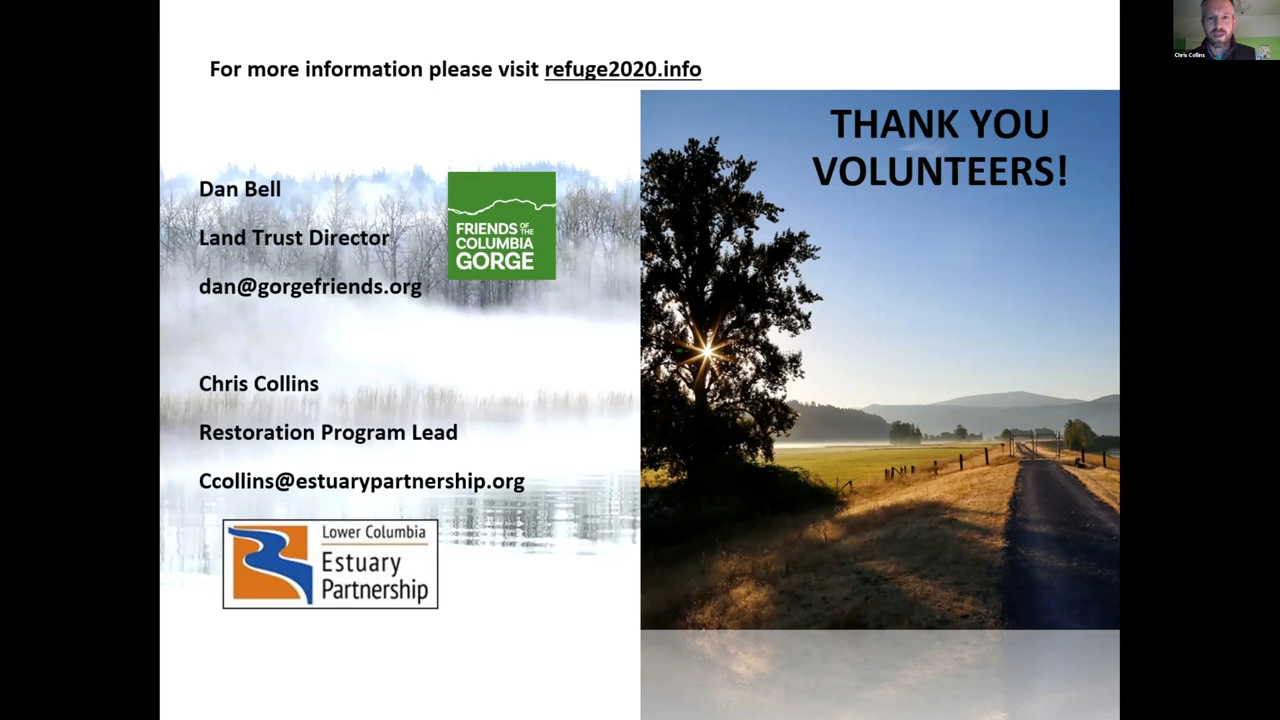 For more information please visit refuge2020.info
Dan Bell
Land Trust Director
dan@gorgefriends.org
FRIENDS OF THE
COLUMBIA
GORGE
Chris Collins
Restoration Program Lead
Ccollins@estuarypartnership.org
Lower Columbia
Estuary
Partnership
THANK YOU
VOLUNTEERS!
Chris Collins